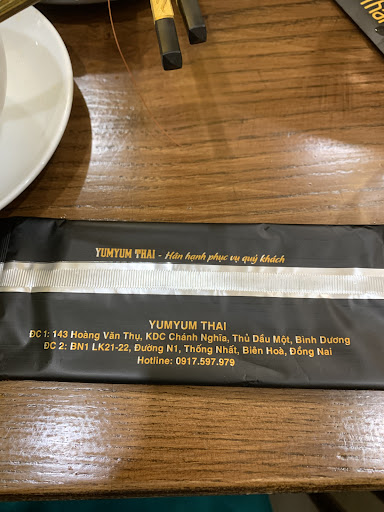 YUMYUM THAI - Hân hạnh phục vụ quý khách
YUMYUM THAI
ĐC 1: 143 Hoàng Văn Thụ, KDC Chánh Nghĩa, Thủ Dầu Một, Bình Dương
ĐC 2: BN1 LK21-22, Đường N1, Thống Nhất, Biên Hoà, Đồng Nai
Hotline: 0917.597.979